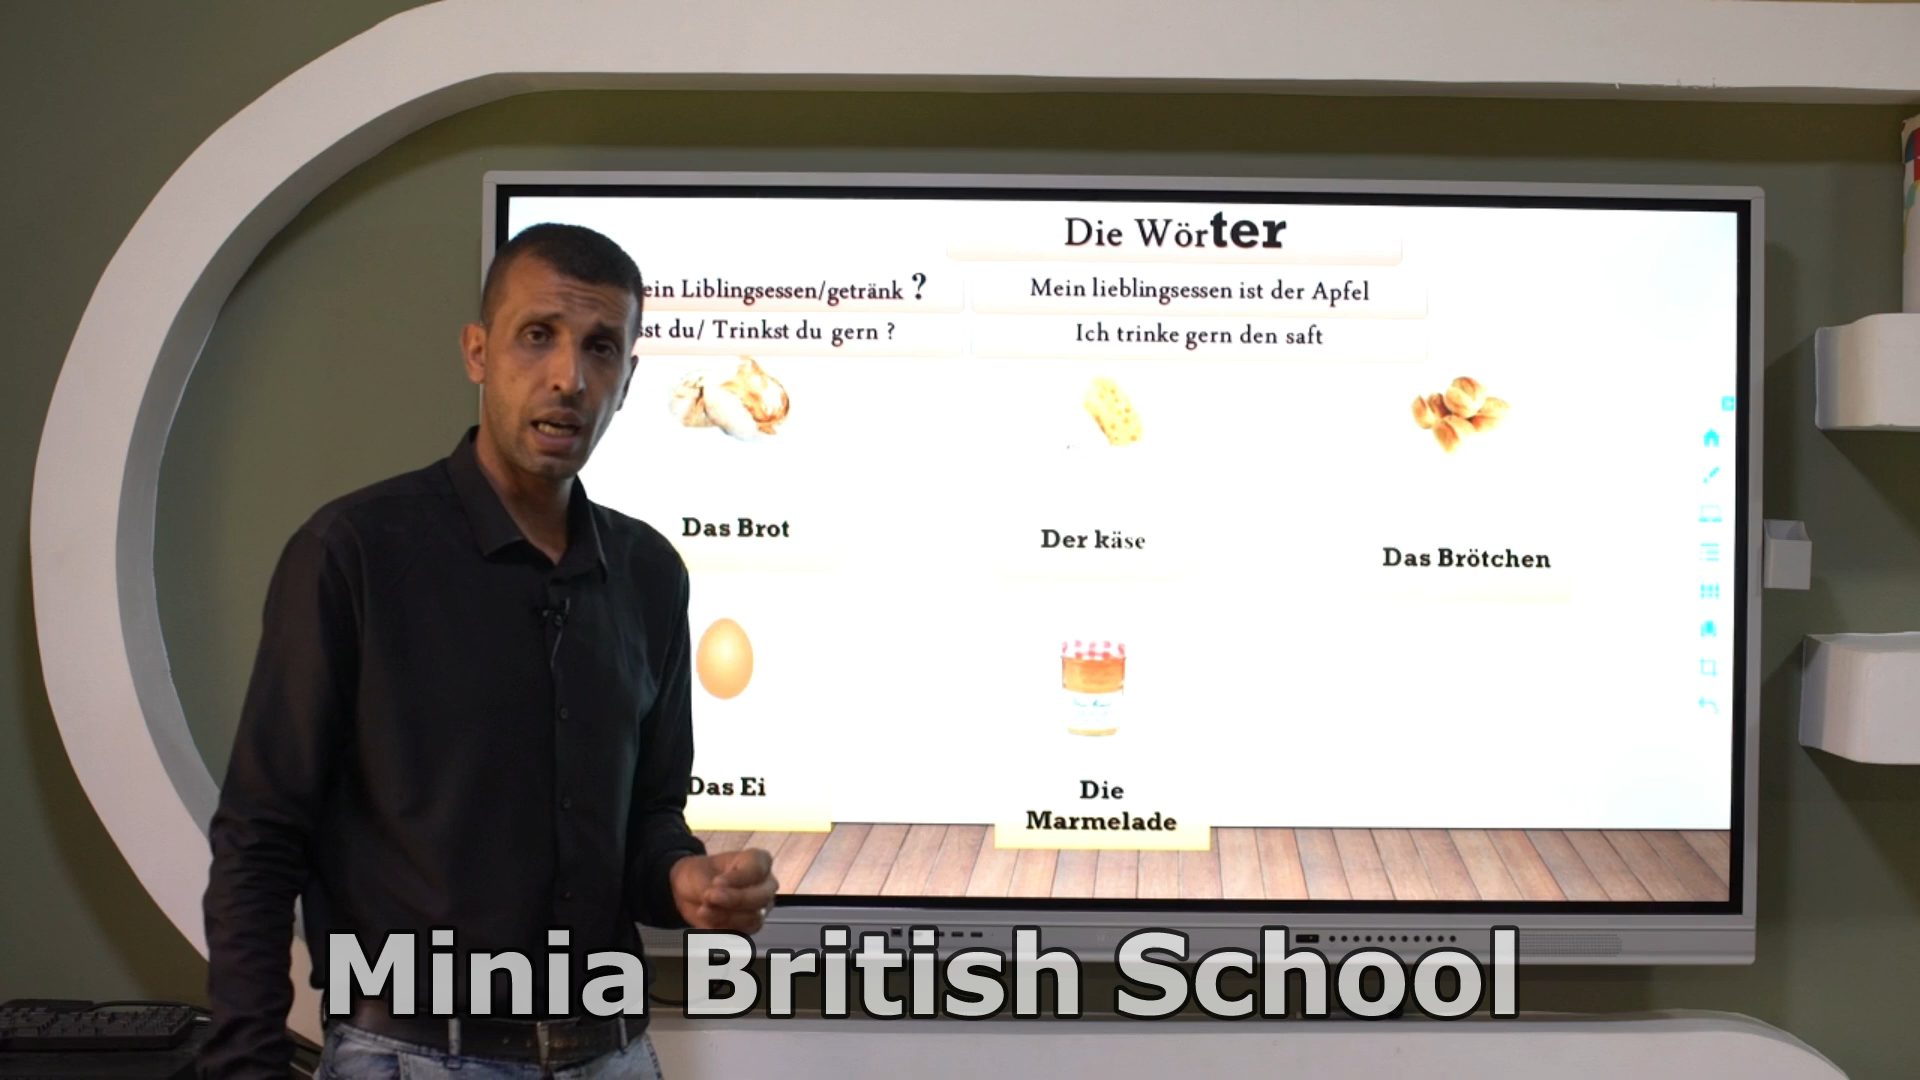 Die Wörter
ein Liblingsessen/getränk ?
Mein lieblingsessen ist der Apfel
sst du/ Trinkst du gern ?
Ich trinke gern den saft
Das Brot
Der käse
Das Brötchen
Das Ei
Die
Marmelade
Minia British School